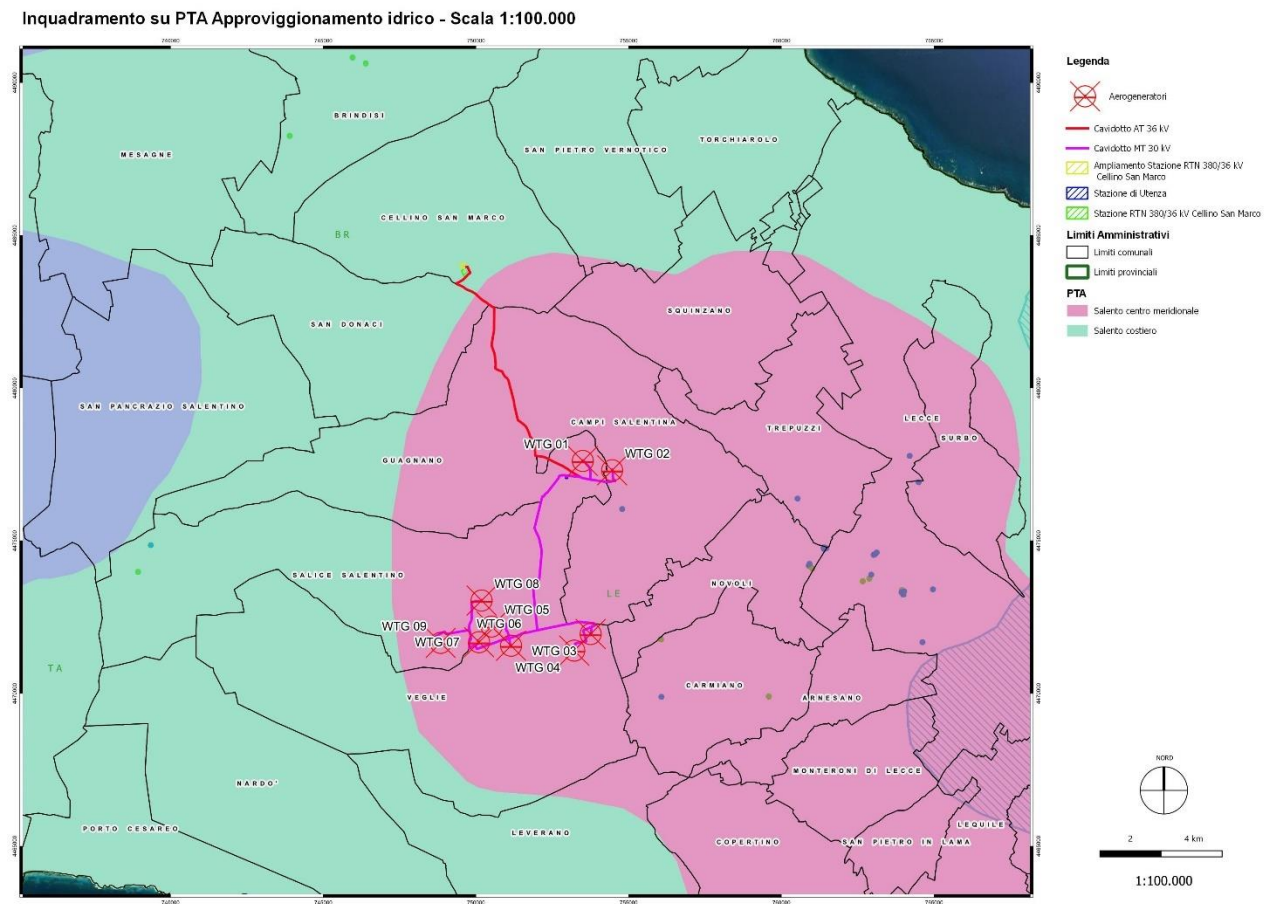 Inquadramento su PTA Approviggionamento idrico - Scala 1:100.000
BRINDISI
MESAGNE
SAN PIETRO VERNOTICO
TORCHIAROLO
CELLINO SAN MARCO
BR
SAN DONACI
SQUINZANO
SAN PANCRAZIO SALENTINO
CAMPI SALENTINA
TREPUZZI
LECCE
SURBO
GUAGNANO
WTG 01
WTG 02
SALICE SALENTINO
NOVOLI
LE
WTG 08
WTG 05
WTG 09
WTG 06
WTG 07
WTG 03
WTG 04
TA
VEGLIE
CARMIANO
ARNESANO
NARDO'
MONTERONI DI LECCE
PORTO CESAREO
LEVERANO
COPERTINO
SAN PIETRO IN LAMA
LEQUILE
Legenda
Aerogeneratori
Cavidotto AT 36 kV
Cavidotto MT 30 kV
Ampliamento Stazione RTN 380/36 kV
Cellino San Marco
Stazione di Utenza
Stazione RTN 380/36 kV Cellino San Marco
Limiti Amministrativi
Limiti comunali
Limiti provinciali
PTA
Salento centro meridionale
Salento costiero
NORD
2 4 km
1:100.000